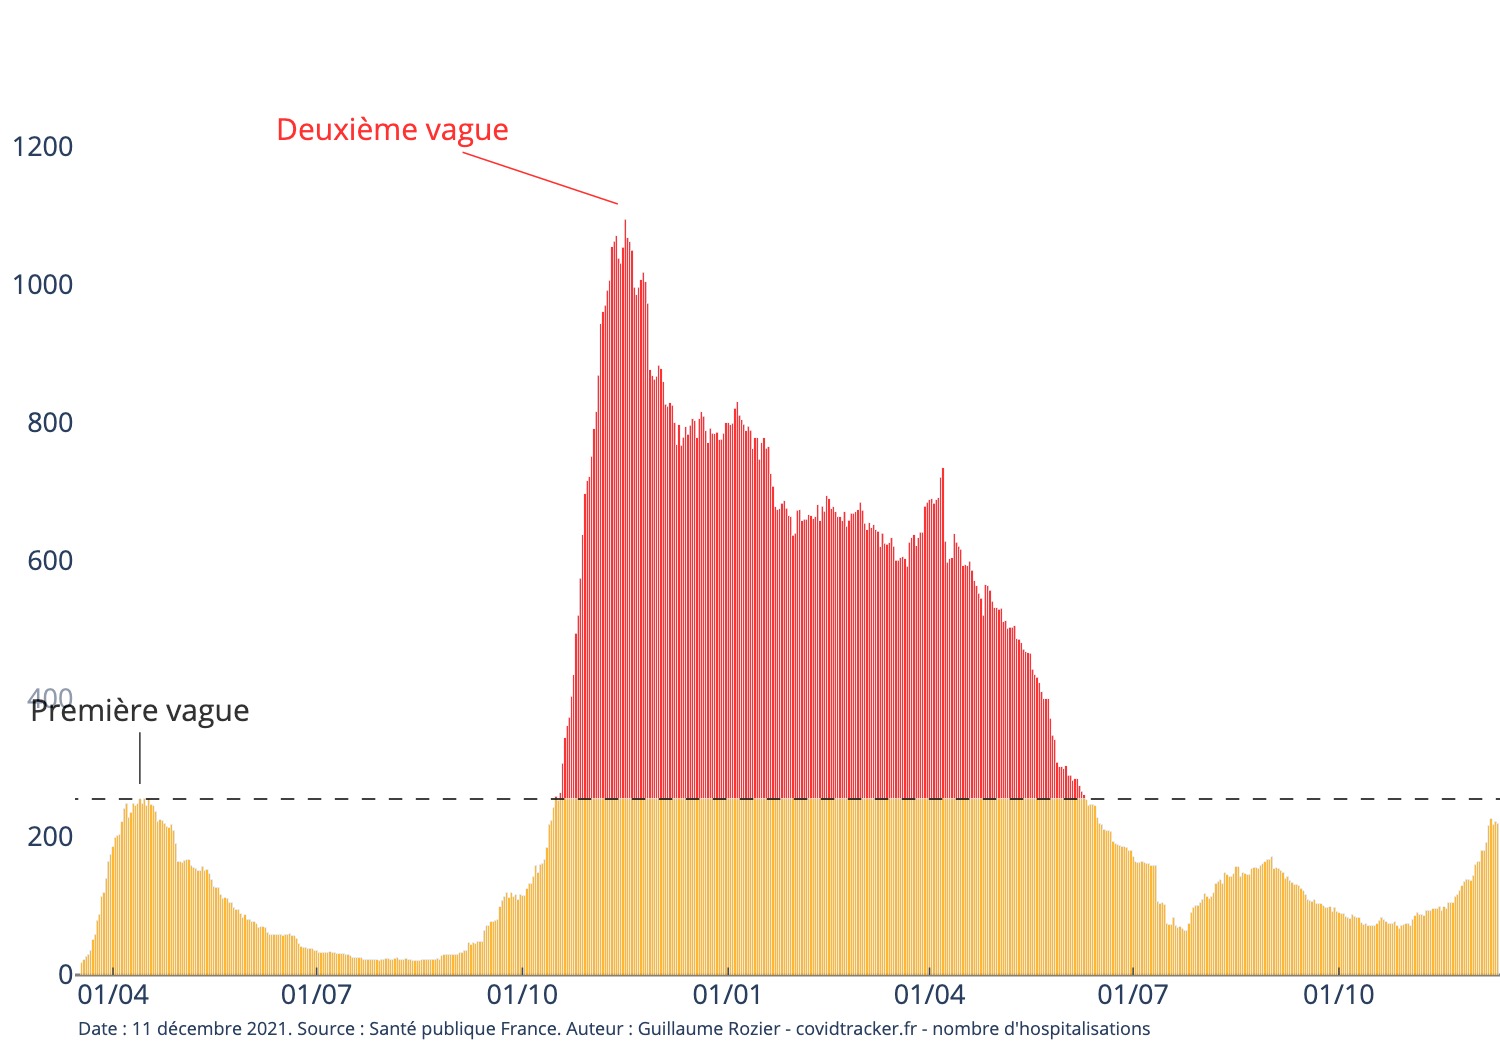 Deuxième vague
1200
1000
800
600
400
Première vague
200
0
01/04 01/07 01/10 01/01 01/04 01/07 01/10
Date : 11 décembre 2021. Source : Santé publique France. Auteur : Guillaume Rozier - covidtracker.fr - nombre d'hospitalisations